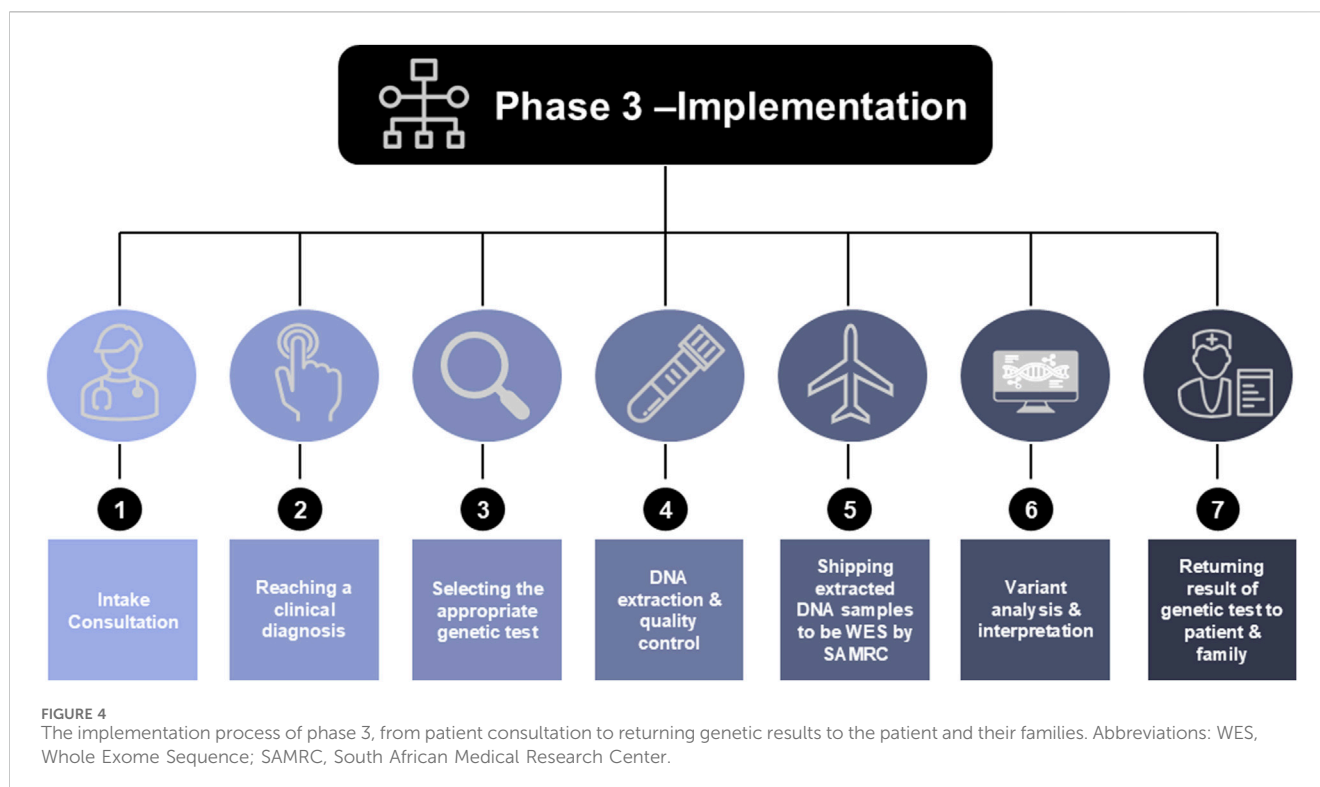 Phase 3 –Implementation
1
2
3
4
5
6
7
Intake
Consultation
Reaching a
clinical
diagnosis
Selecting the
appropriate
genetic test
DNA
extraction &
quality
control
Shipping
extracted
DNA samples
to be WES by
SAMRC
Variant
analysis &
interpretation
Returning
result of
genetic test to
patient &
family
FIGURE 4
The implementation process of phase 3, from patient consultation to returning genetic results to the patient and their families. Abbreviations: WES,
Whole Exome Sequence; SAMRC, South African Medical Research Center.